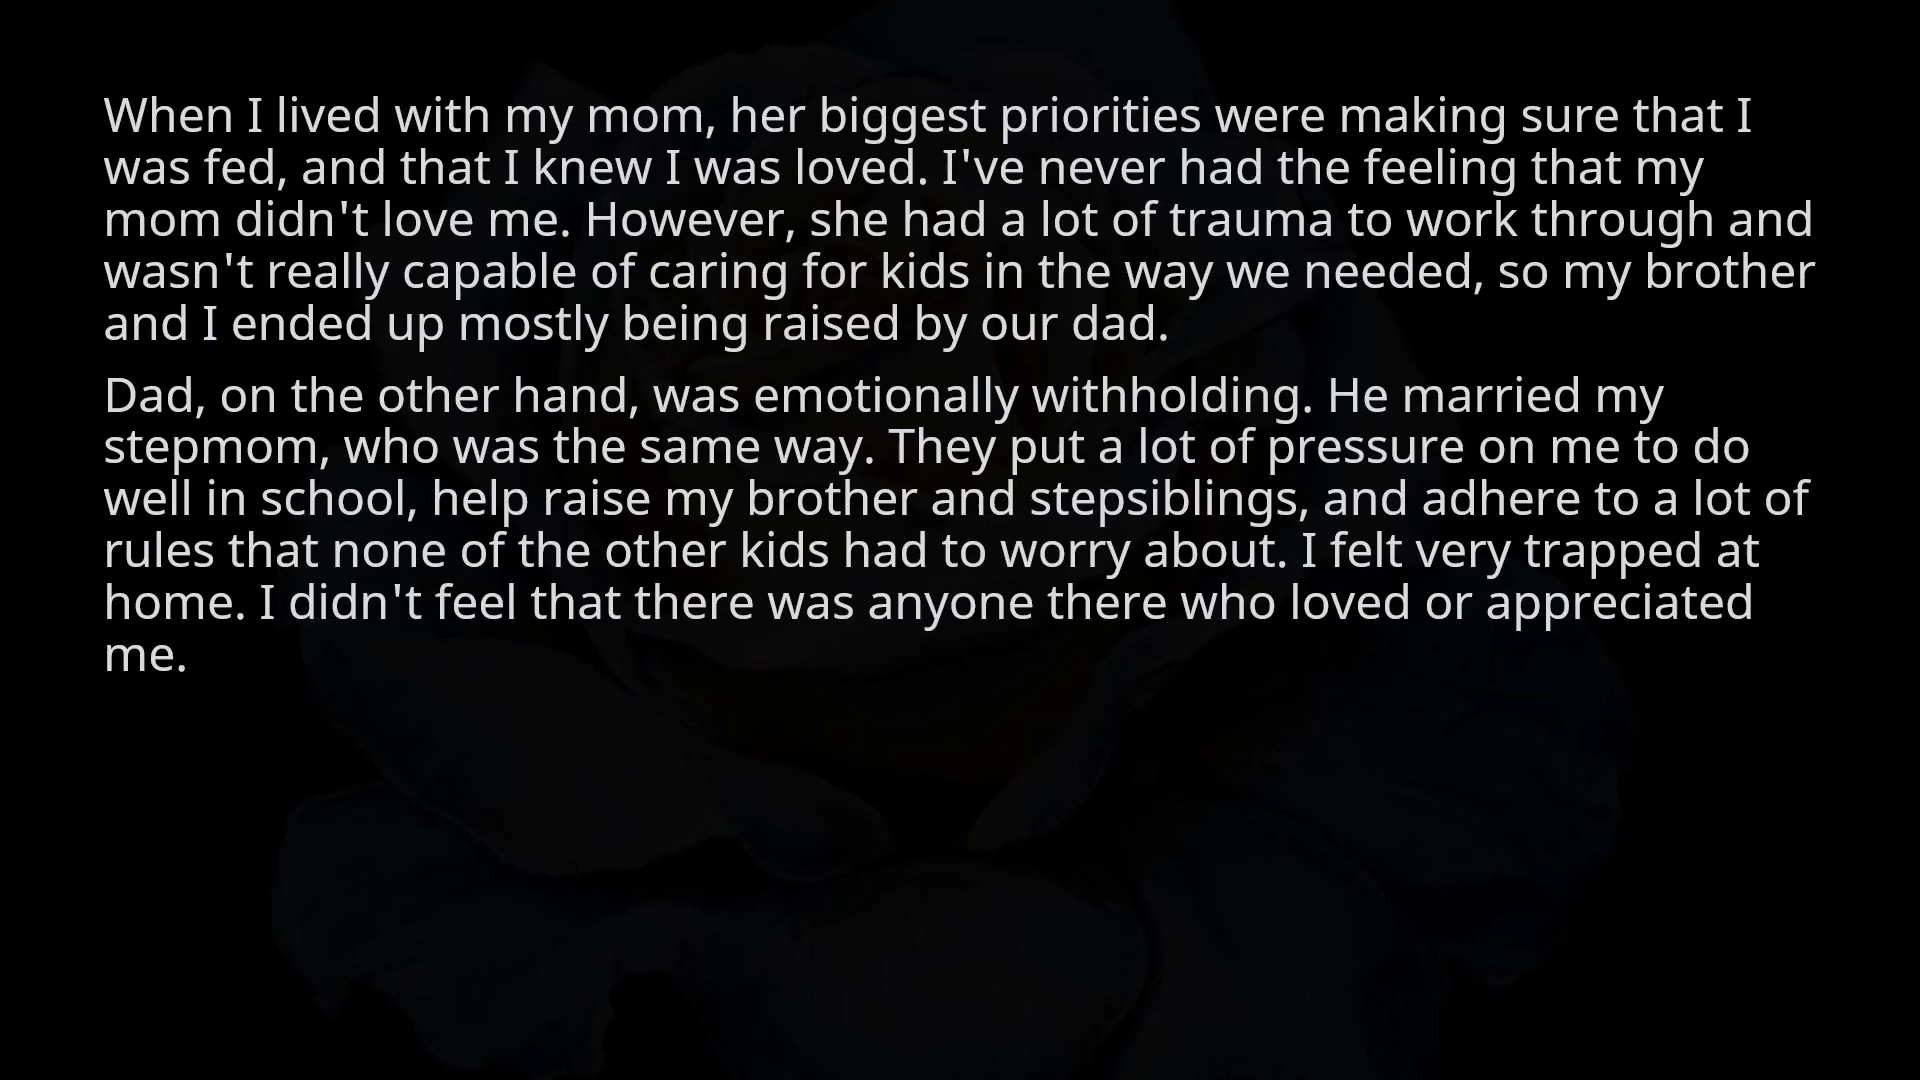 When I lived with my mom, her biggest priorities were making sure that I
was fed, and that I knew I was loved. I've never had the feeling that my
mom didn't love me. However, she had a lot of trauma to work through and
wasn't really capable of caring for kids in the way we needed, so my brother
and I ended up mostly being raised by our dad.
Dad, on the other hand, was emotionally withholding. He married my
stepmom, who was the same way. They put a lot of pressure on me to do
well in school, help raise my brother and stepsiblings, and adhere to a lot of
rules that none of the other kids had to worry about. I felt very trapped at
home. I didn't feel that there was anyone there who loved or appreciated
me.